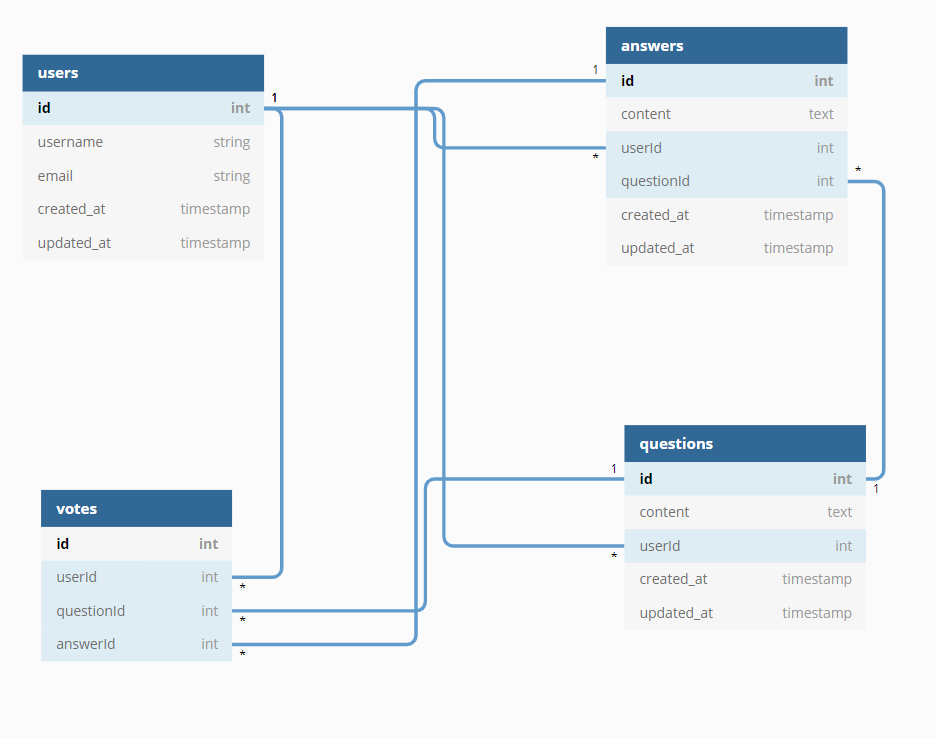 users
id int
username string
email string
created_at timestamp
updated_at timestamp
1
answers
1
id int
content text
userId int
*
questionId int
*
created_at timestamp
updated_at timestamp
votes
id int
userId int
*
questionId int
*
answerId int
*
questions
1
id int
1
content text
userId int
*
created_at timestamp
updated_at timestamp